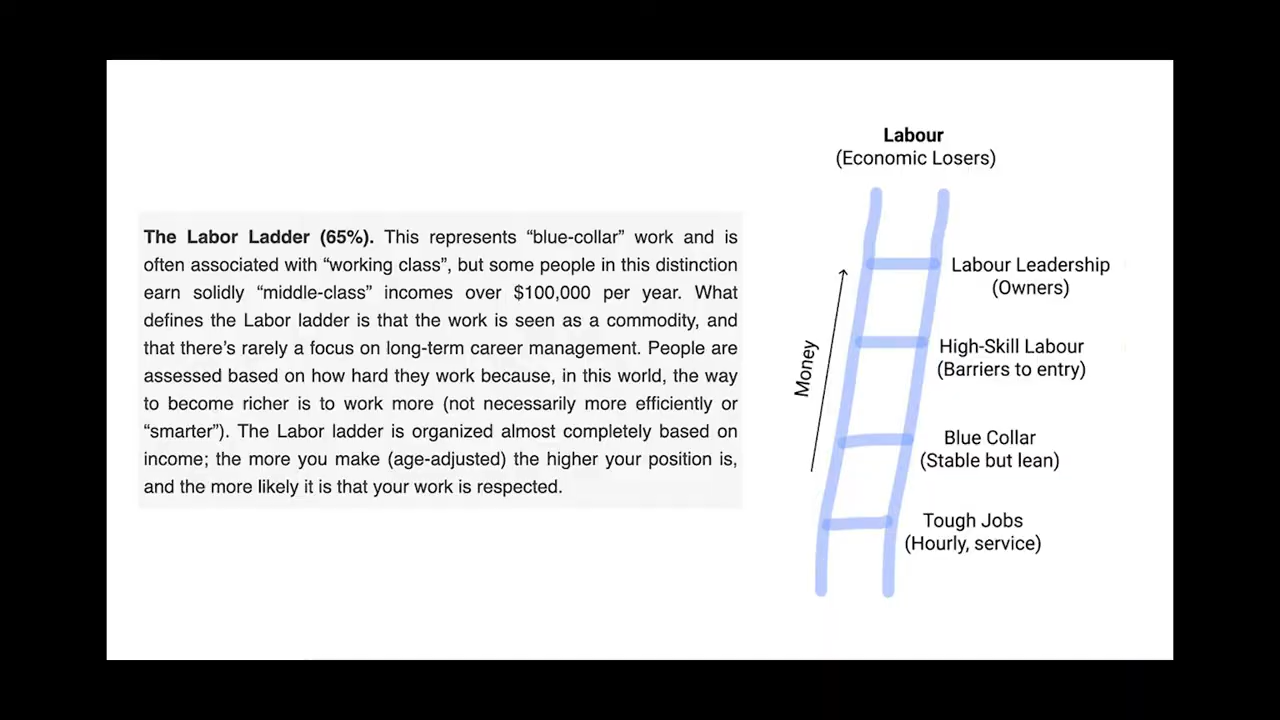 The Labor Ladder (65%). This represents “blue-collar” work and is
often associated with “working class”, but some people in this distinction
earn solidly “middle-class” incomes over $100,000 per year. What
defines the Labor ladder is that the work is seen as a commodity, and
that there’s rarely a focus on long-term career management. People are
assessed based on how hard they work because, in this world, the way
to become richer is to work more (not necessarily more efficiently or
“smarter”). The Labor ladder is organized almost completely based on
income; the more you make (age-adjusted) the higher your position is,
and the more likely it is that your work is respected.
Labour
(Economic Losers)
Money
Labour Leadership
(Owners)
High-Skill Labour
(Barriers to entry)
Blue Collar
(Stable but lean)
Tough Jobs
(Hourly, service)